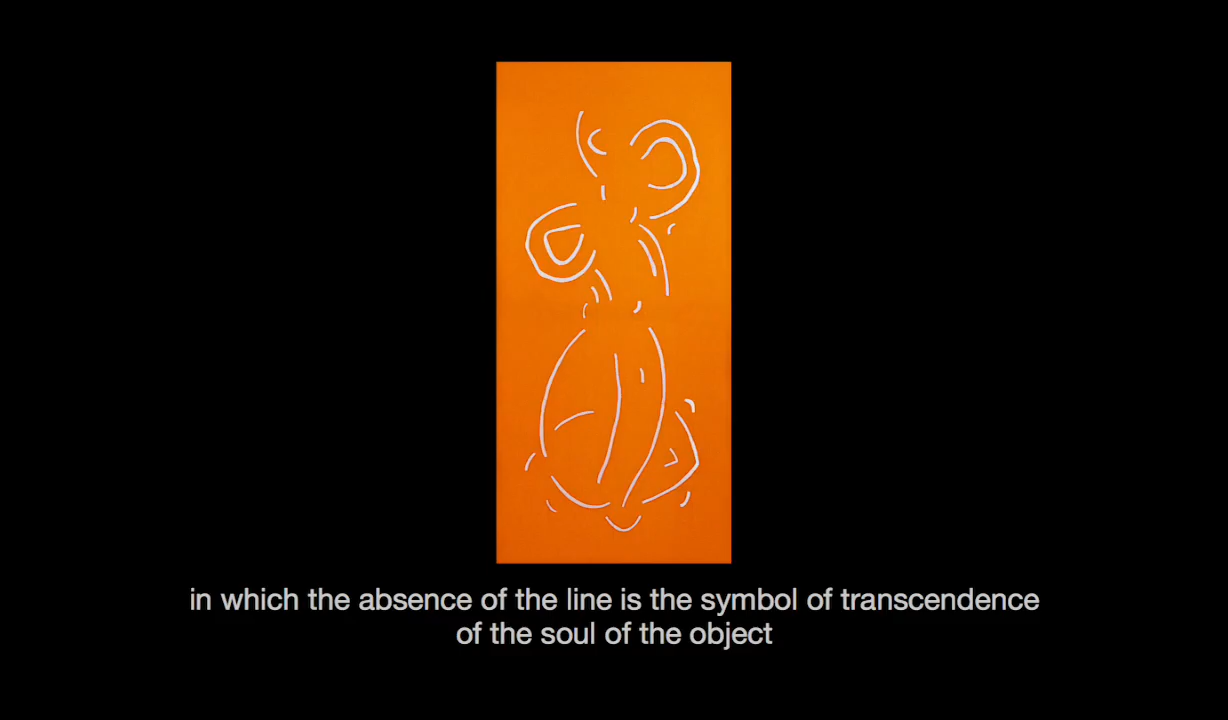 in which the absence of the line is the symbol of transcendence
of the soul of the object